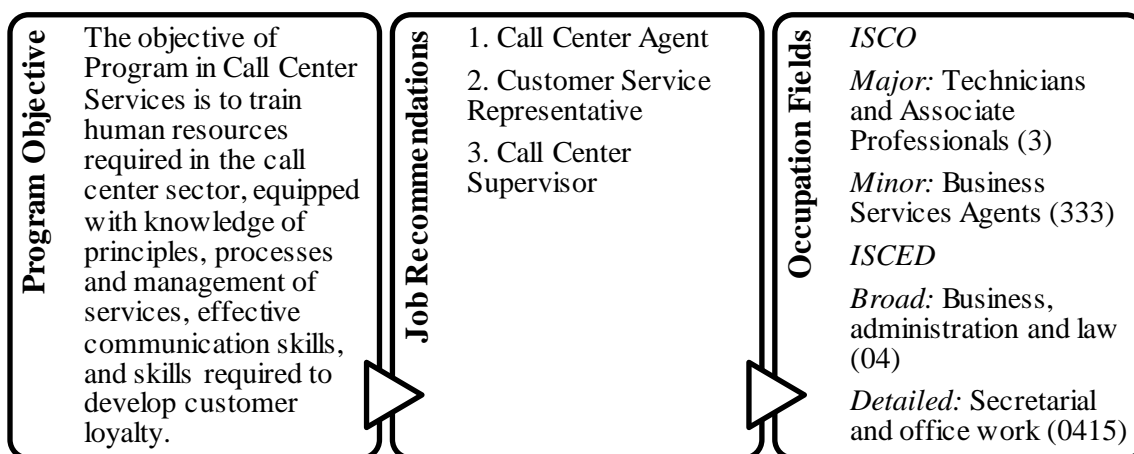 Program Objective
The objective of
Program in Call Center
Services is to train
human resources
required in the call
center sector, equipped
with knowledge of
principles, processes
and management of
services, effective
communication skills,
and skills required to
develop customer
loyalty.
Job Recommendations
1. Call Center Agent
2. Customer Service
Representative
3. Call Center
Supervisor
Occupation Fields
ISCO
Major: Technicians
and Associate
Professionals (3)
Minor: Business
Services Agents (333)
ISCED
Broad: Business,
administration and law
(04)
Detailed: Secretarial
and office work (0415)